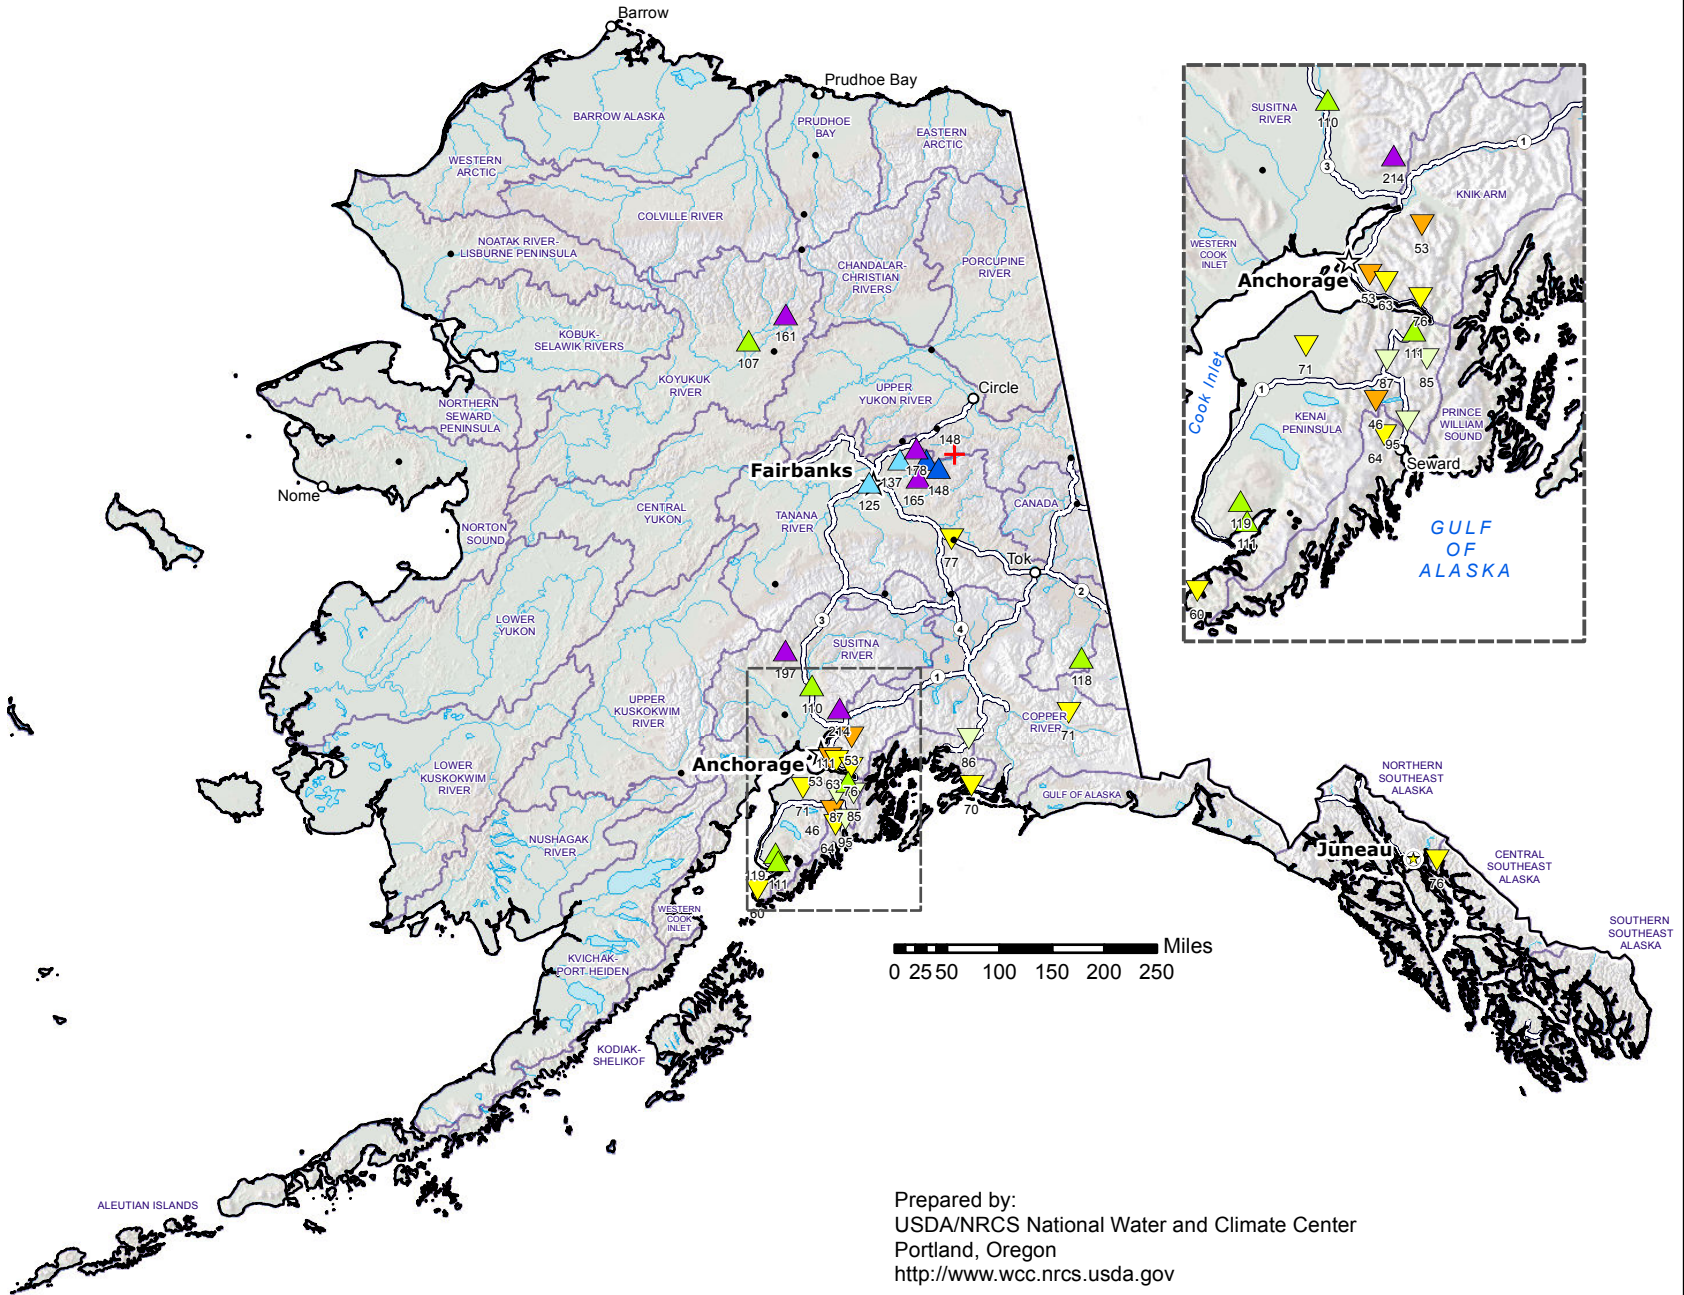 Barrow
Prudhoe Bay
BARROW ALASKA
PRUDHOE
BAY
EASTERN
ARCTIC
WESTERN
ARCTIC
COLVILLE RIVER
NOATAK RIVER-
LISBURNE PENINSULA
CHANDALAR-
CHRISTIAN
RIVERS
PORCUPINE
RIVER
161
KOBUK-
SELAWIK RIVERS
107
KOYUKUK
RIVER
UPPER
YUKON RIVER
Circle
NORTHERN
SEWARD
PENINSULA
148
Fairbanks
178
137
148
165
125
Nome
CENTRAL
YUKON
TANANA
RIVER
CANADA
NORTON
SOUND
77
Tok
2
3
4
LOWER
YUKON
SUSITNA
RIVER
197
118
1
110
UPPER
KUSKOKWIM
RIVER
COPPER
RIVER
71
214
86
Anchorage
111
53
53
63
76
LOWER
KUSKOKWIM
RIVER
71
70
GULF OF ALASKA
87
85
46
64
95
NUSHAGAK
RIVER
119
111
60
WESTERN
COOK
INLET
KVICHAK-
PORT HEIDEN
KODIAK-
SHELIKOF
ALEUTIAN ISLANDS
NORTHERN
SOUTHEAST
ALASKA
Juneau
76
CENTRAL
SOUTHEAST
ALASKA
SOUTHERN
SOUTHEAST
ALASKA
Miles
0 25 50 100 150 200 250
SUSITNA
RIVER
110
1
3
214
KNIK ARM
53
WESTERN
COOK
INLET
Anchorage
53
63
76
111
71
87
85
Cook Inlet
1
KENAI
PENINSULA
46
95
64
PRINCE
WILLIAM
SOUND
Seward
119
111
GULF
OF
ALASKA
60
Prepared by:
USDA/NRCS National Water and Climate Center
Portland, Oregon
http://www.wcc.nrcs.usda.gov